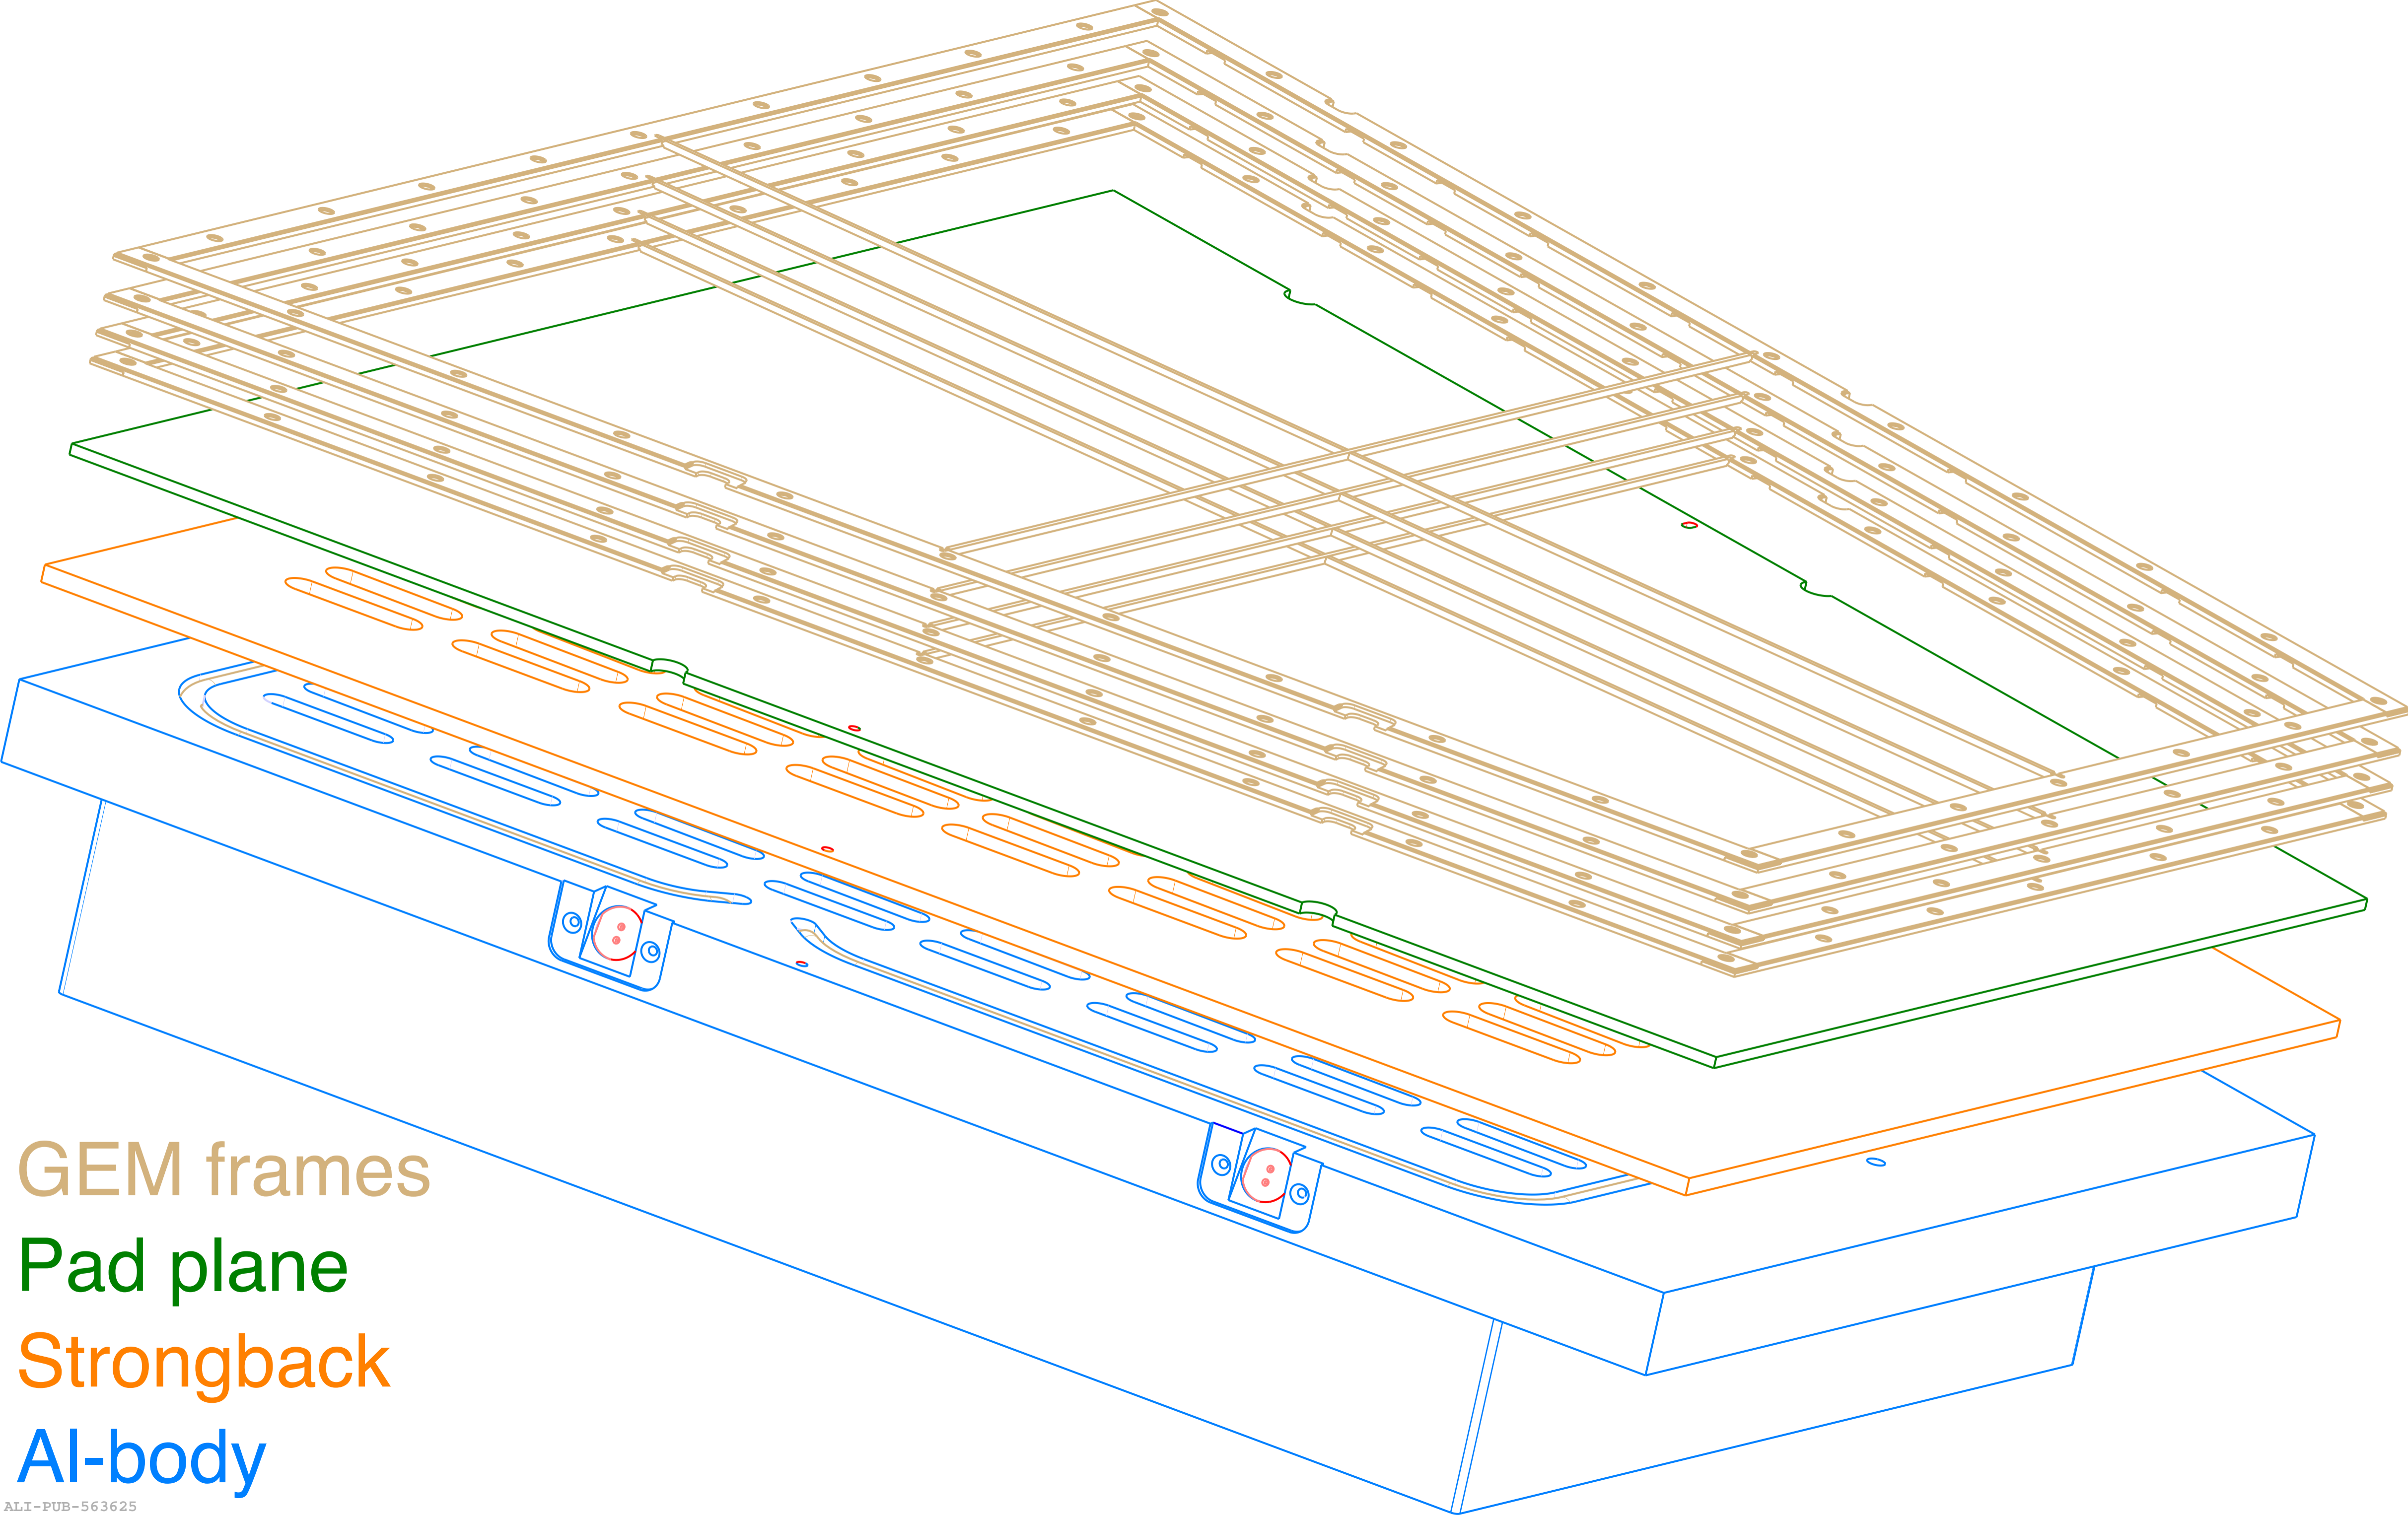 GEM frames
Pad plane
Strongback
Al-body
ALI-PUB-563625